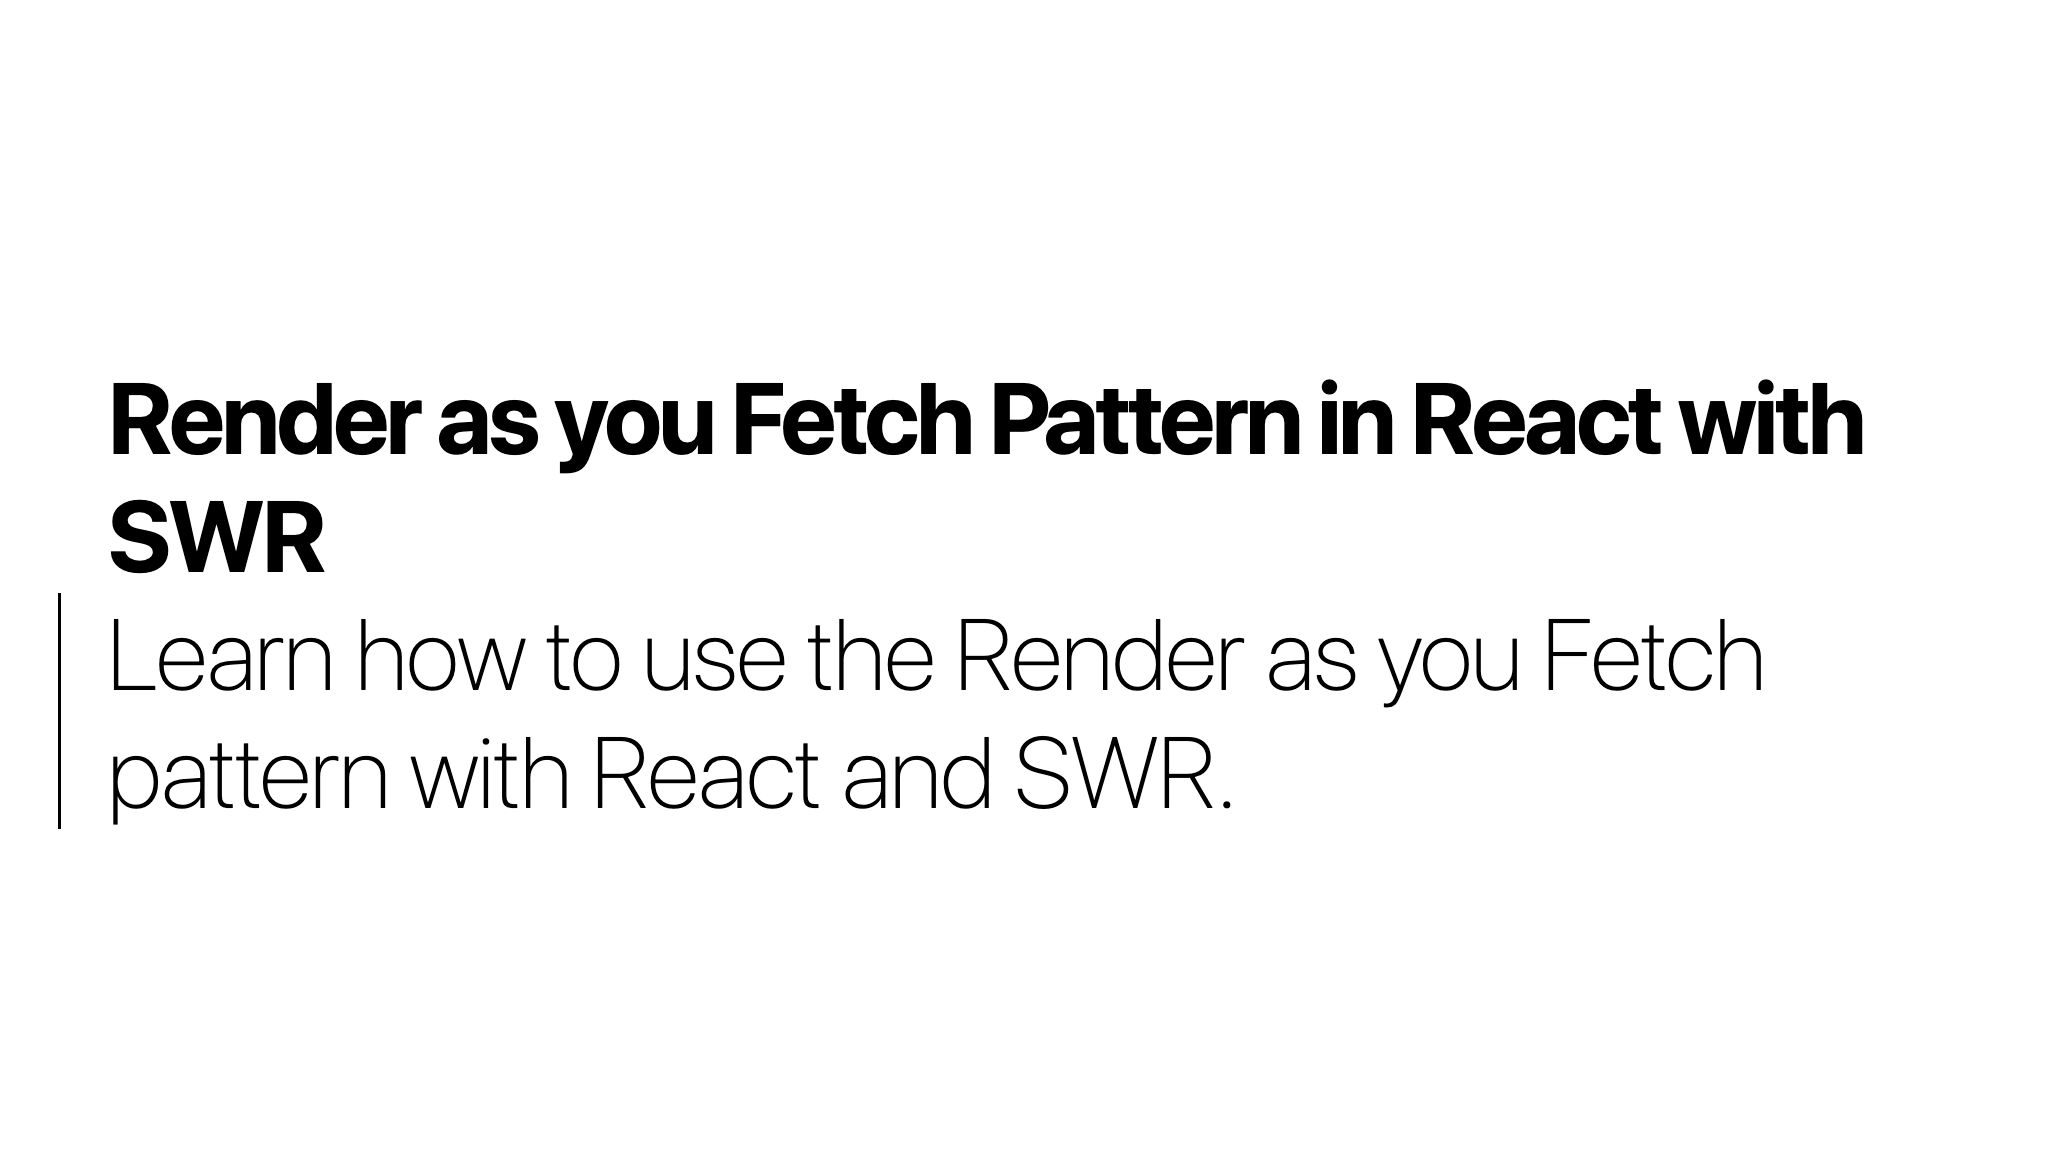 Render as you Fetch Pattern in React with
SWR
Learn how to use the Render as you Fetch
pattern with React and SWR.